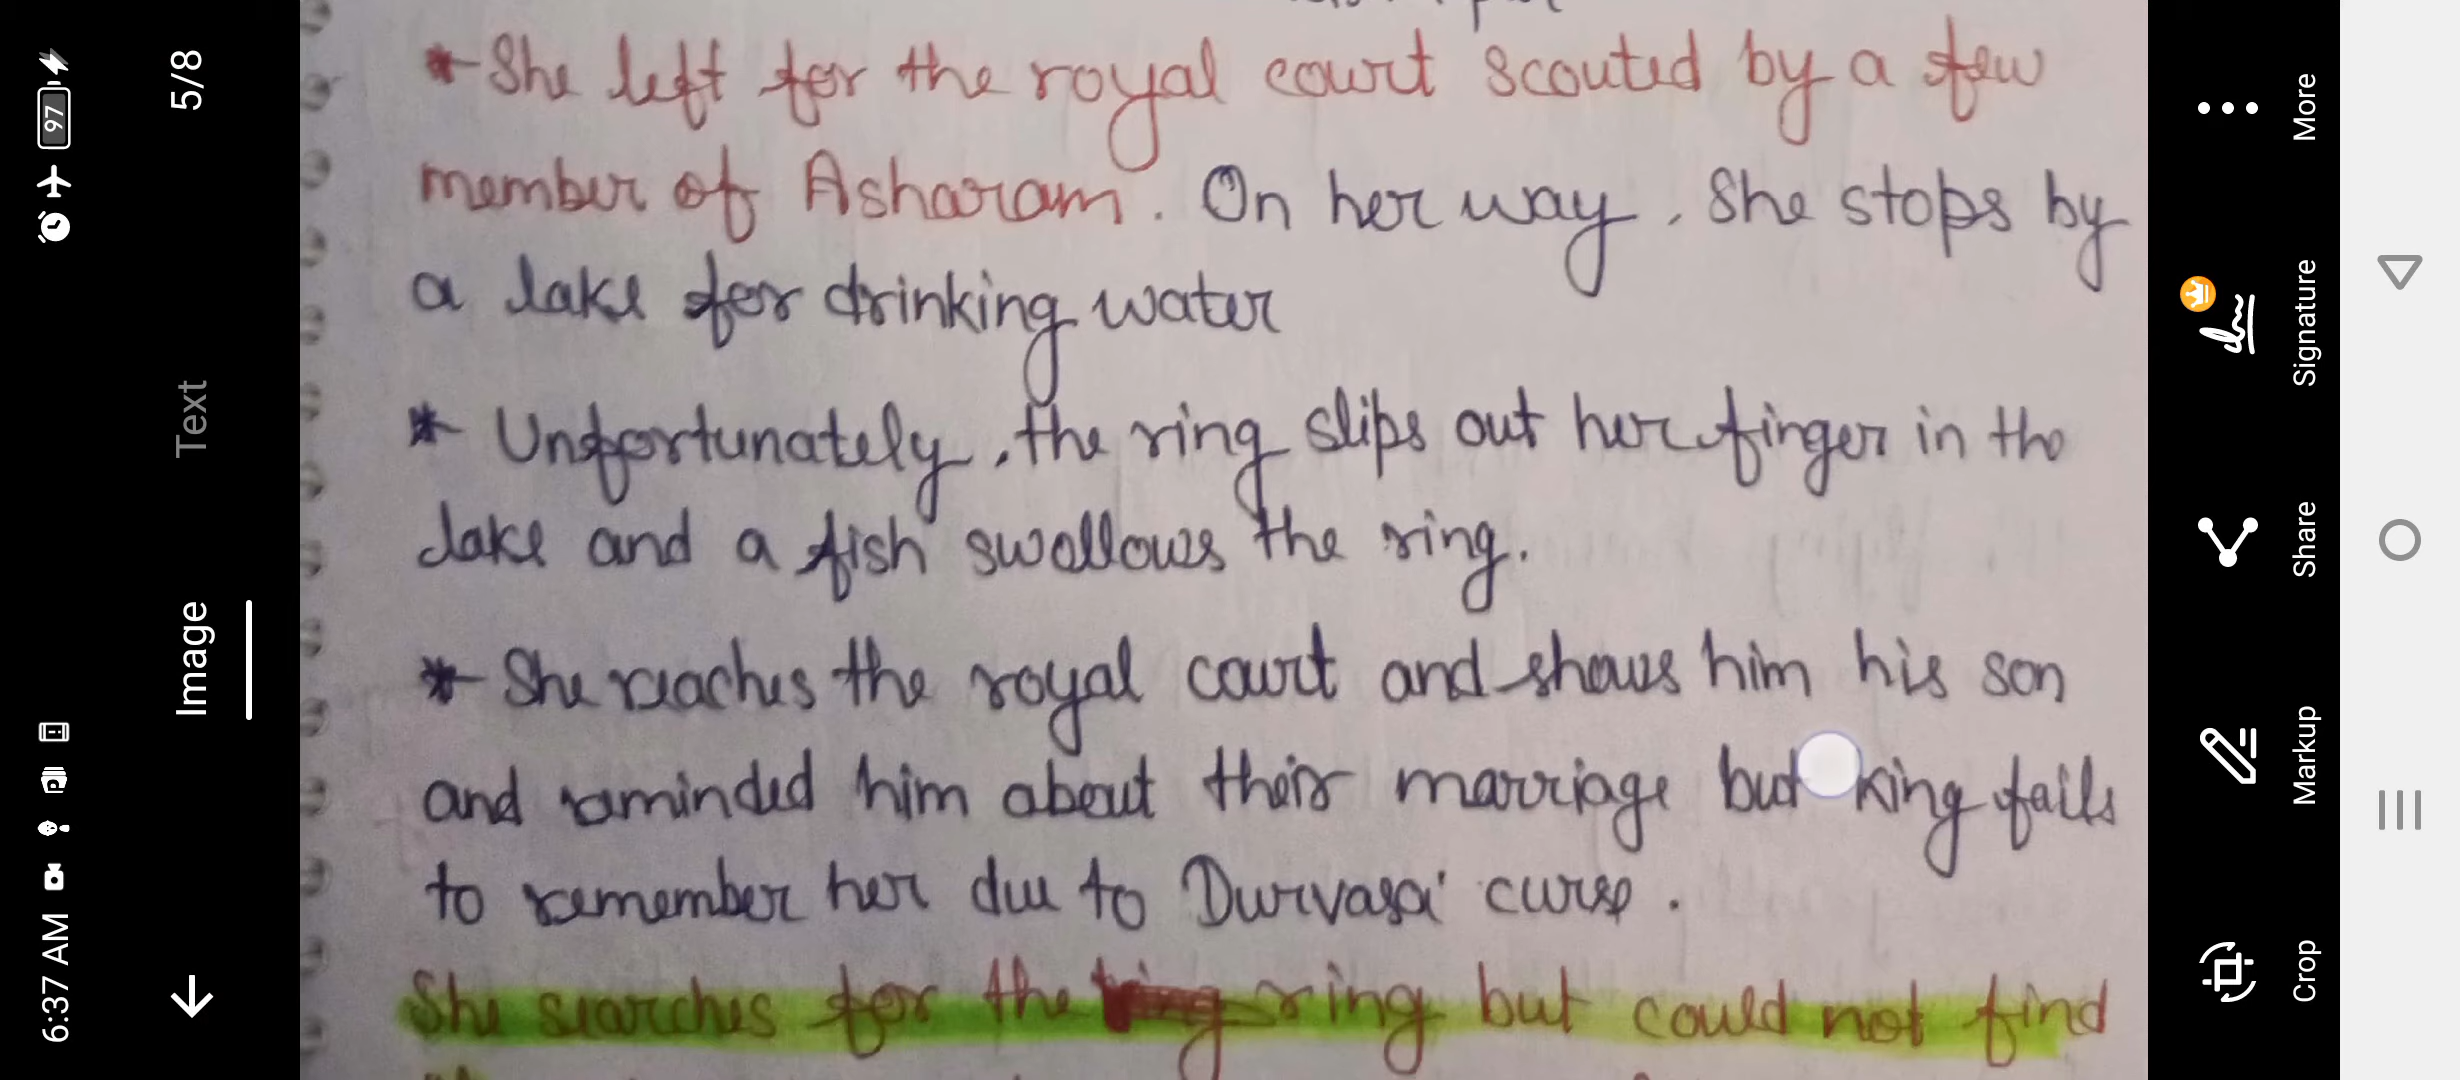 * She left for the royal court scouted by a few
member of Asharam. On her way, She stops by
a lake for drinking water
* Unfortunately, the ring slips out her finger in the
lake and a fish swallows the ring.
* She reaches the royal court and shows him his son
and reminded him about their marriage but king fails
to remember her due to Durvasa' curse.
She searches for the ring but could not find
6:37 AM
97
5/8
Text
Image
More
Signature
Share
Markup
Crop